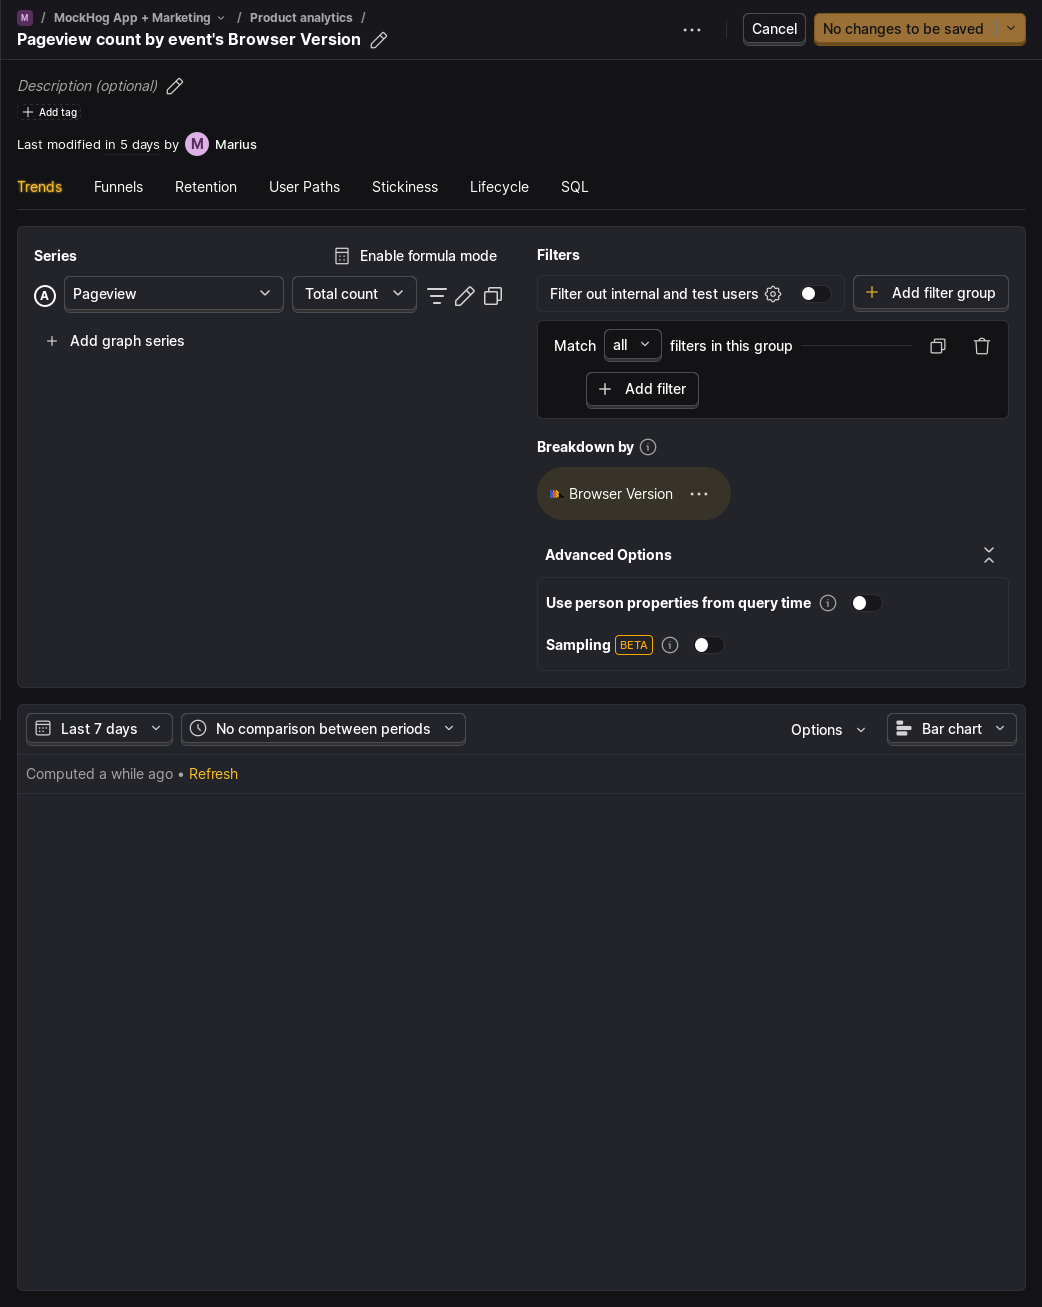 M / MockHog App + Marketing / Product analytics /
Pageview count by event's Browser Version
Cancel
No changes to be saved
Description (optional)
Add tag
Last modified in 5 days by M Marius
Trends Funnels Retention User Paths Stickiness Lifecycle SQL
Series
Enable formula mode
A Pageview Total count
Add graph series
Filters
Filter out internal and test users
Add filter group
Match all filters in this group
Add filter
Breakdown by
Browser Version
Advanced Options
Use person properties from query time
Sampling BETA
Last 7 days No comparison between periods Options Bar chart
Computed a while ago • Refresh